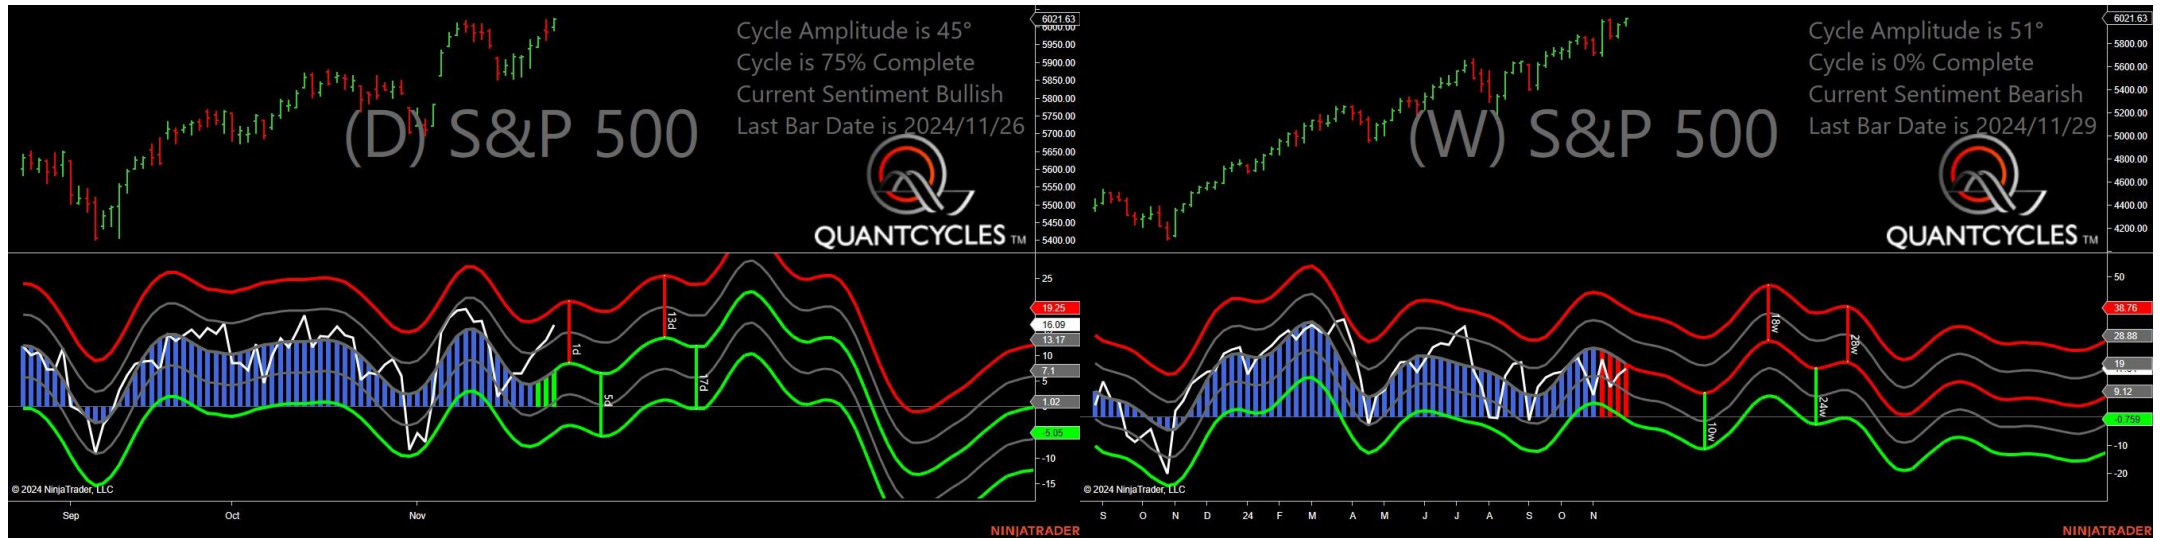 Cycle Amplitude is 45°
Cycle is 75% Complete
Current Sentiment Bullish
Last Bar Date is 2024/11/26
(D) S&P 500
QUANTCYCLES TM
6021.63
6000.00
5950.00
5900.00
5850.00
5800.00
5750.00
5700.00
5650.00
5600.00
5550.00
5500.00
5450.00
5400.00
25
19.25
16.09
13.17
10
7.1
5
1.02
-5.05
-10
-15
1d
5d
13d
17d
© 2024 NinjaTrader, LLC
Sep Oct Nov
NINJATRADER
Cycle Amplitude is 51°
Cycle is 0% Complete
Current Sentiment Bearish
Last Bar Date is 2024/11/29
(W) S&P 500
QUANTCYCLES TM
6021.63
5800.00
5600.00
5400.00
5200.00
5000.00
4800.00
4600.00
4400.00
4200.00
50
38.76
28.88
19
9.12
-0.759
-10
-20
10w
18w
24w
28w
© 2024 NinjaTrader, LLC
S O N D 24 F M A M J J A S O N
NINJATRADER